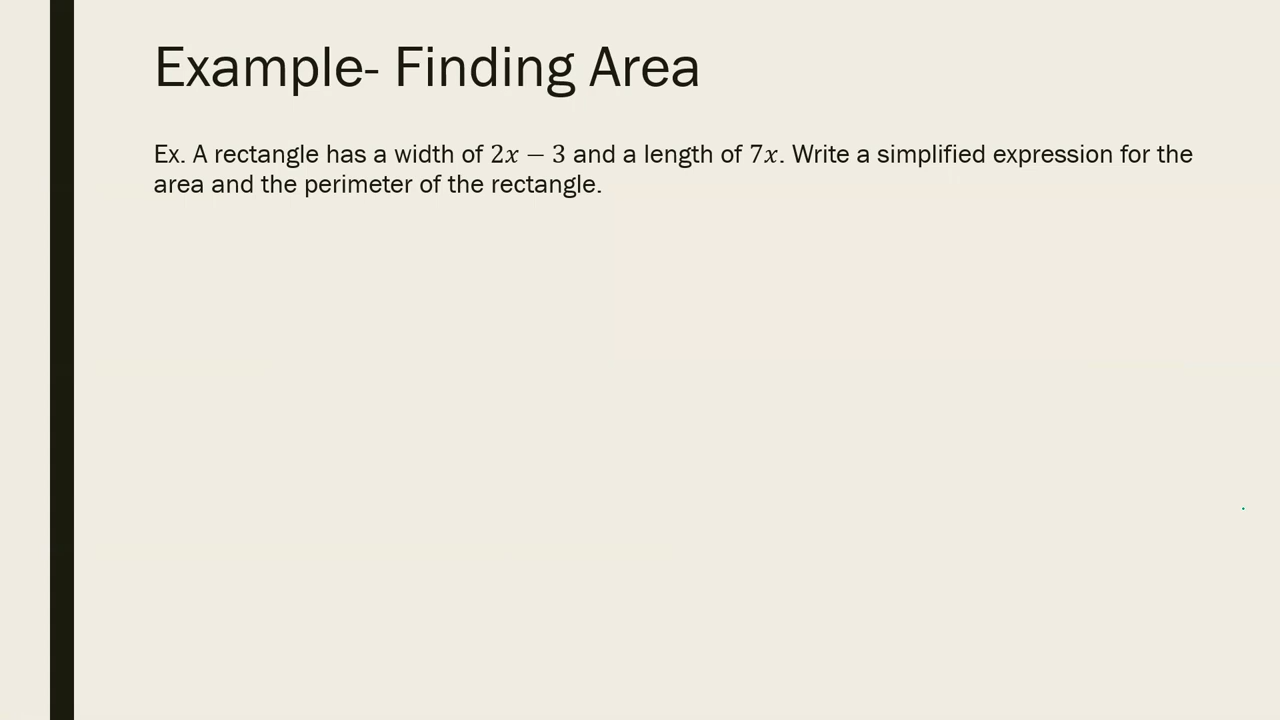 Example- Finding Area
Ex. A rectangle has a width of 2x − 3 and a length of 7x. Write a simplified expression for the
area and the perimeter of the rectangle.